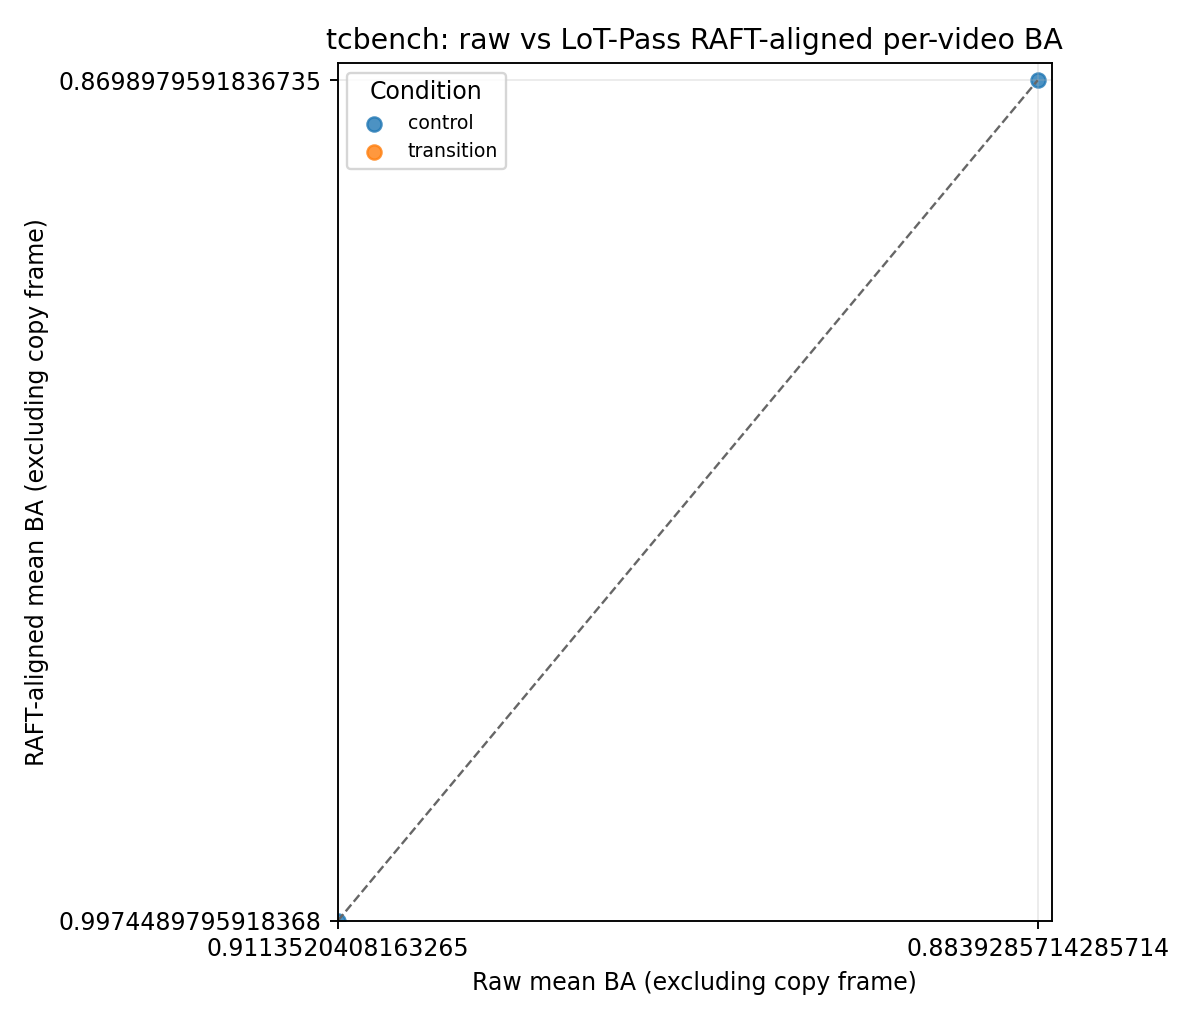 tcbench: raw vs LoT-Pass RAFT-aligned per-video BA
0.8698979591836735
Condition
control
transition
RAFT-aligned mean BA (excluding copy frame)
0.9974489795918368
0.9113520408163265
0.8839285714285714
Raw mean BA (excluding copy frame)